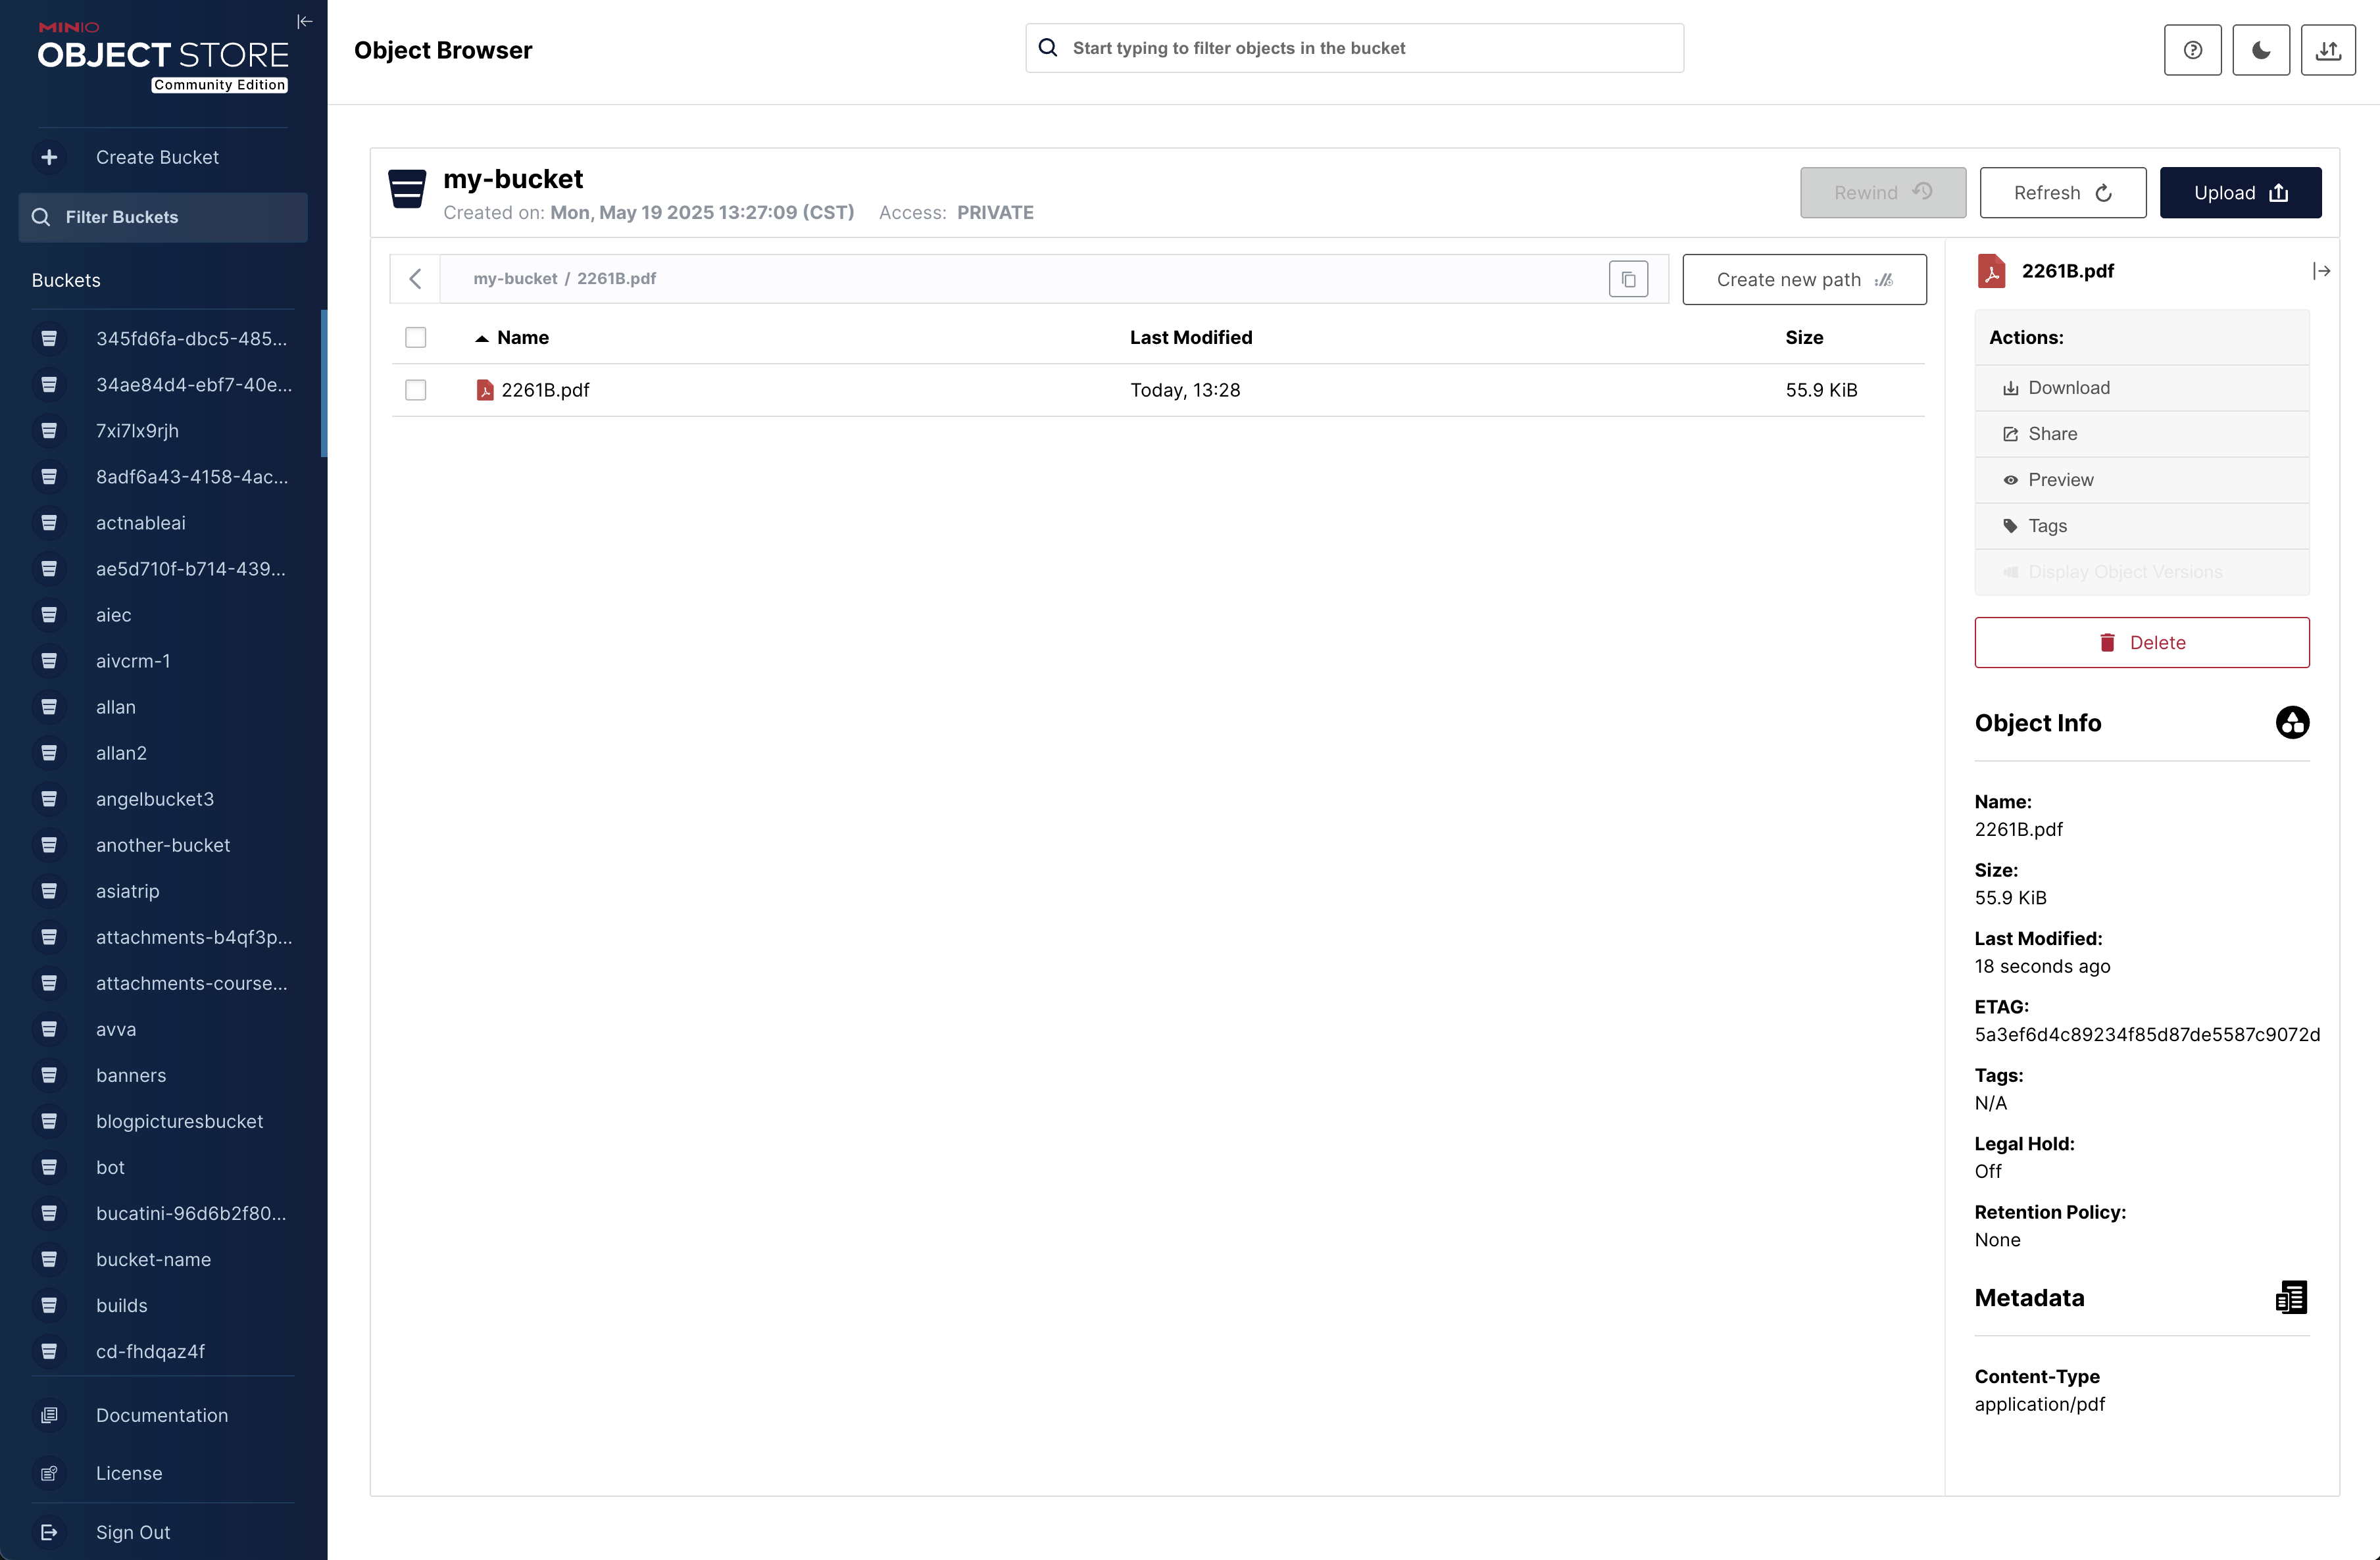 MINIO
OBJECT STORE
Community Edition
Create Bucket
Filter Buckets
Buckets
345fd6fa-dbc5-485...
34ae84d4-ebf7-40e...
7xi7lx9rjh
8adf6a43-4158-4ac...
actnableai
ae5d710f-b714-439...
aiec
aivcrm-1
allan
allan2
angelbucket3
another-bucket
asiatrip
attachments-b4qf3p...
attachments-course...
avva
banners
blogpicturesbucket
bot
bucatini-96d6b2f80...
bucket-name
builds
cd-fhdqaz4f
Documentation
License
Sign Out
Object Browser
Start typing to filter objects in the bucket
my-bucket
Created on: Mon, May 19 2025 13:27:09 (CST) Access: PRIVATE
Rewind
Refresh
Upload
my-bucket / 2261B.pdf
Create new path
Name Last Modified Size
2261B.pdf Today, 13:28 55.9 KiB
2261B.pdf
Actions:
Download
Share
Preview
Tags
Display Object Versions
Delete
Object Info
Name:
2261B.pdf
Size:
55.9 KiB
Last Modified:
18 seconds ago
ETAG:
5a3ef6d4c89234f85d87de5587c9072d
Tags:
N/A
Legal Hold:
Off
Retention Policy:
None
Metadata
Content-Type
application/pdf